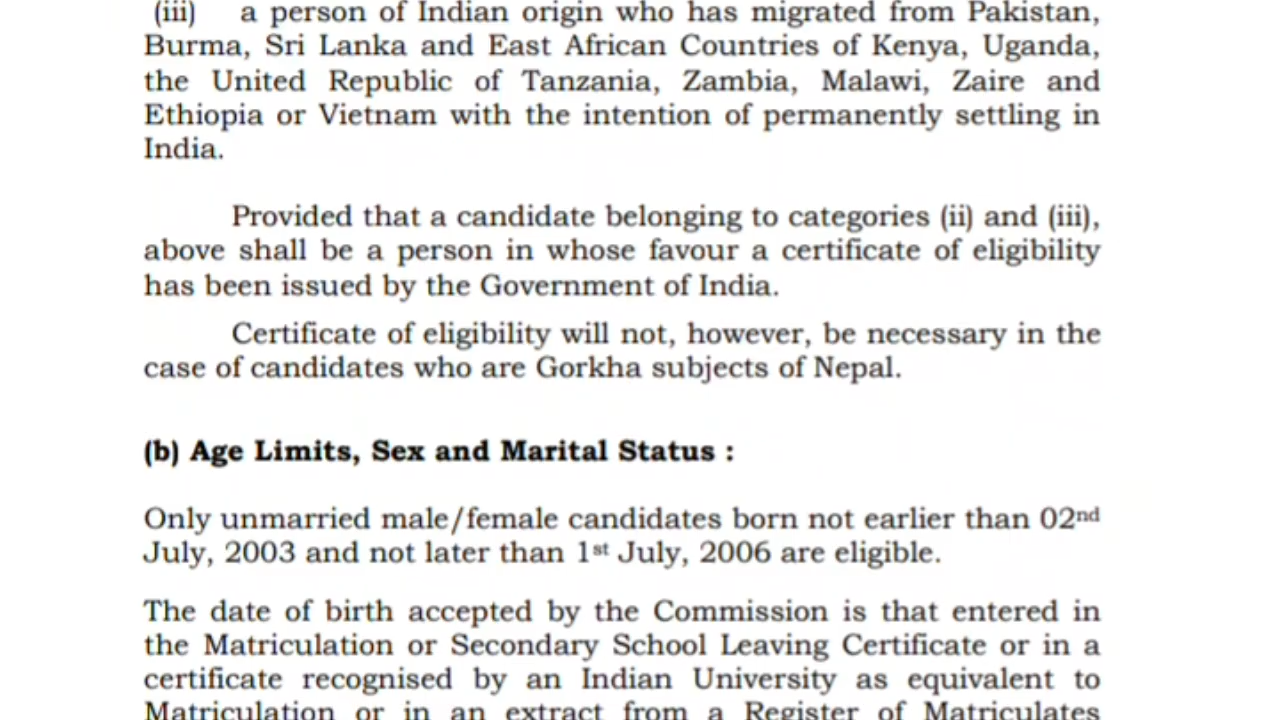 (iii) a person of Indian origin who has migrated from Pakistan,
Burma, Sri Lanka and East African Countries of Kenya, Uganda,
the United Republic of Tanzania, Zambia, Malawi, Zaire and
Ethiopia or Vietnam with the intention of permanently settling in
India.
Provided that a candidate belonging to categories (ii) and (iii),
above shall be a person in whose favour a certificate of eligibility
has been issued by the Government of India.
Certificate of eligibility will not, however, be necessary in the
case of candidates who are Gorkha subjects of Nepal.
(b) Age Limits, Sex and Marital Status :
Only unmarried male/female candidates born not earlier than 02nd
July, 2003 and not later than 1st July, 2006 are eligible.
The date of birth accepted by the Commission is that entered in
the Matriculation or Secondary School Leaving Certificate or in a
certificate recognised by an Indian University as equivalent to
Matriculation or in an extract from a Register of Matriculates